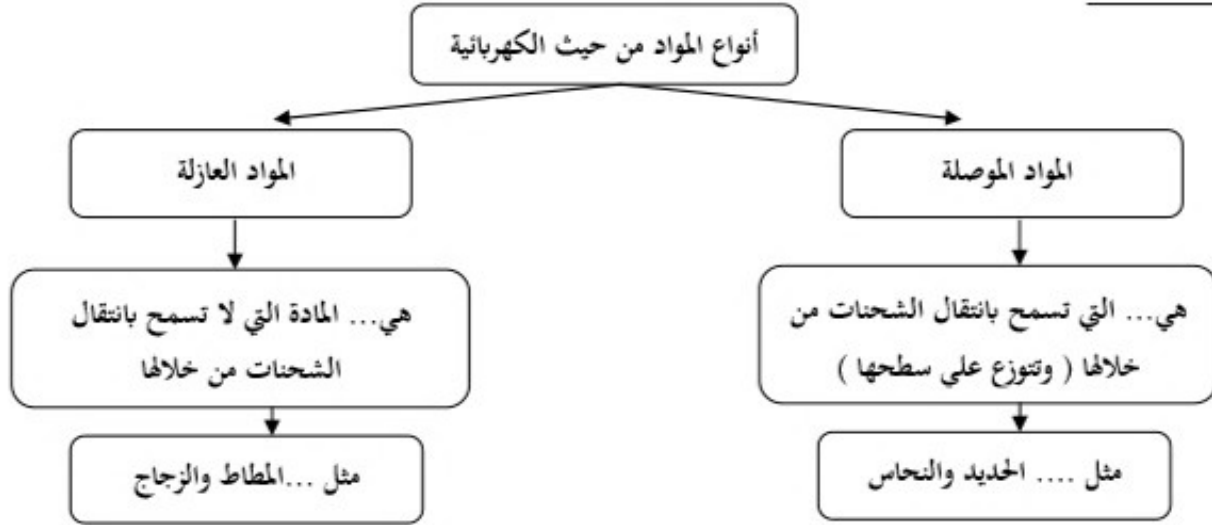 أنواع المواد من حيث الكهربائية
المواد الموصلة
المواد العازلة
هي... التي تسمح بانتقال الشحنات من
خلالها ( وتتوزع على سطحها )
هي... المادة التي لا تسمح بانتقال
الشحنات من خلالها
مثل .... الحديد والنحاس
مثل ...المطاط والزجاج